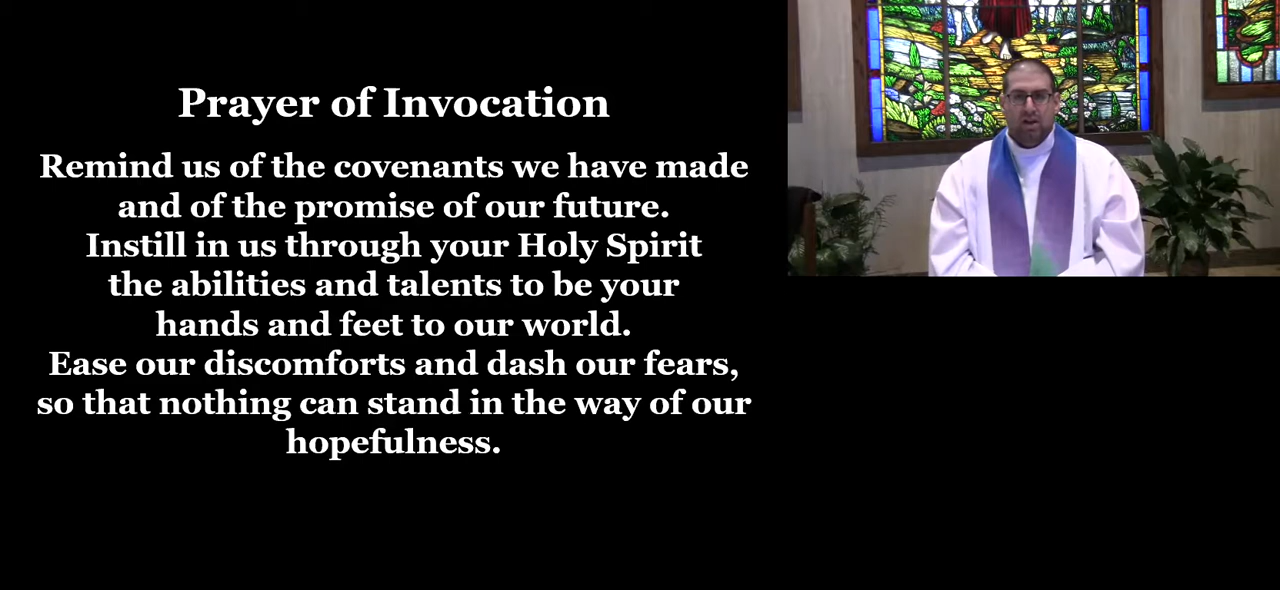 Prayer of Invocation
Remind us of the covenants we have made
and of the promise of our future.
Instill in us through your Holy Spirit
the abilities and talents to be your
hands and feet to our world.
Ease our discomforts and dash our fears,
so that nothing can stand in the way of our
hopefulness.